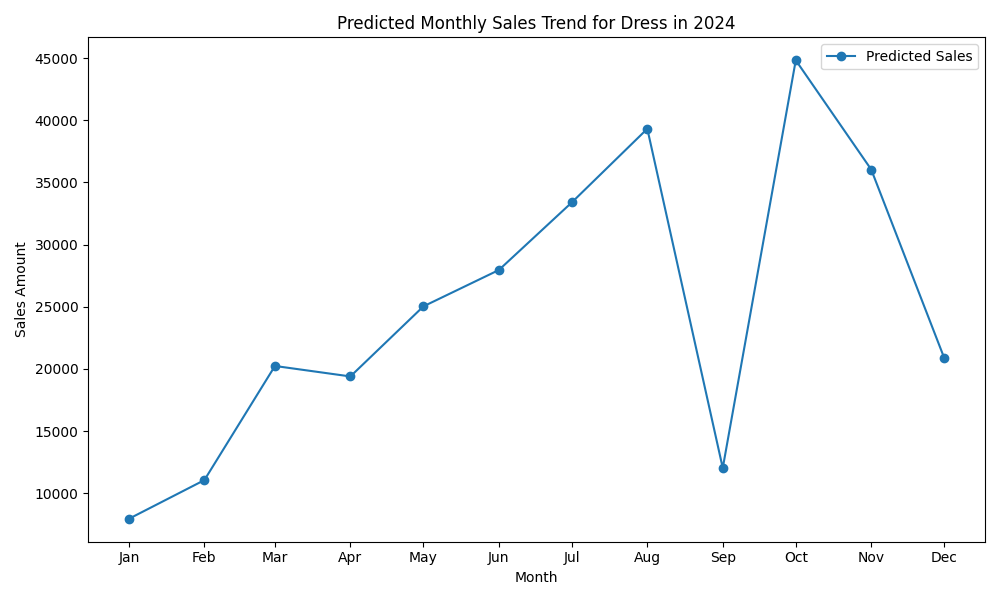 Predicted Monthly Sales Trend for Dress in 2024
Predicted Sales
Sales Amount
45000
40000
35000
30000
25000
20000
15000
10000
Jan Feb Mar Apr May Jun Jul Aug Sep Oct Nov Dec
Month